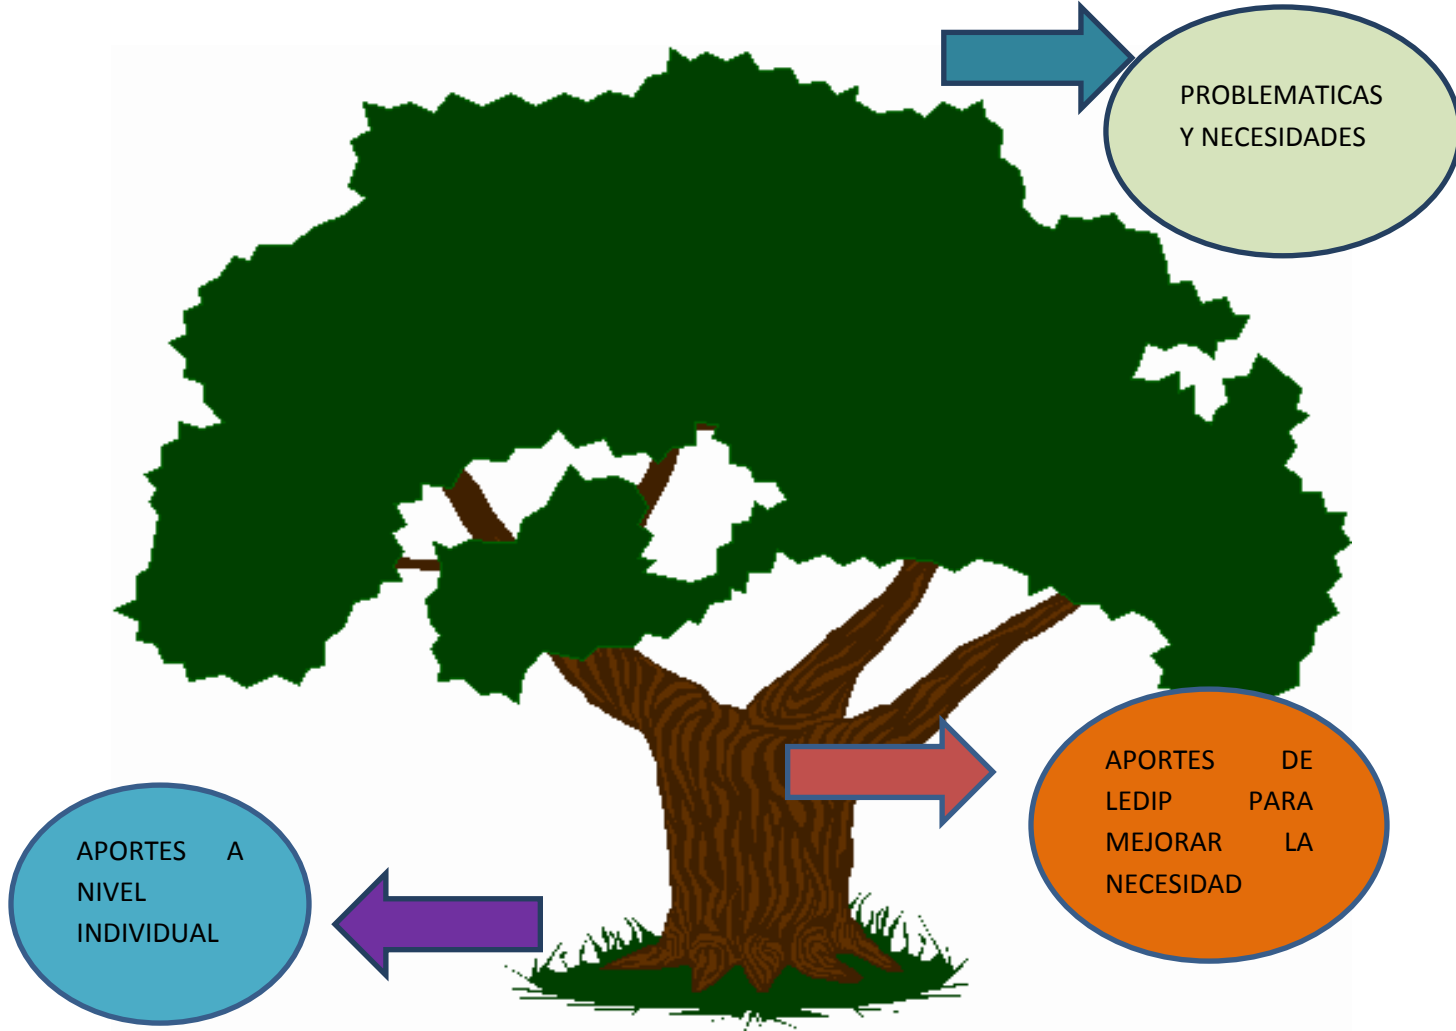 PROBLEMATICAS
Y NECESIDADES
APORTES DE
LEDIP PARA
MEJORAR LA
NECESIDAD
APORTES A
NIVEL
INDIVIDUAL